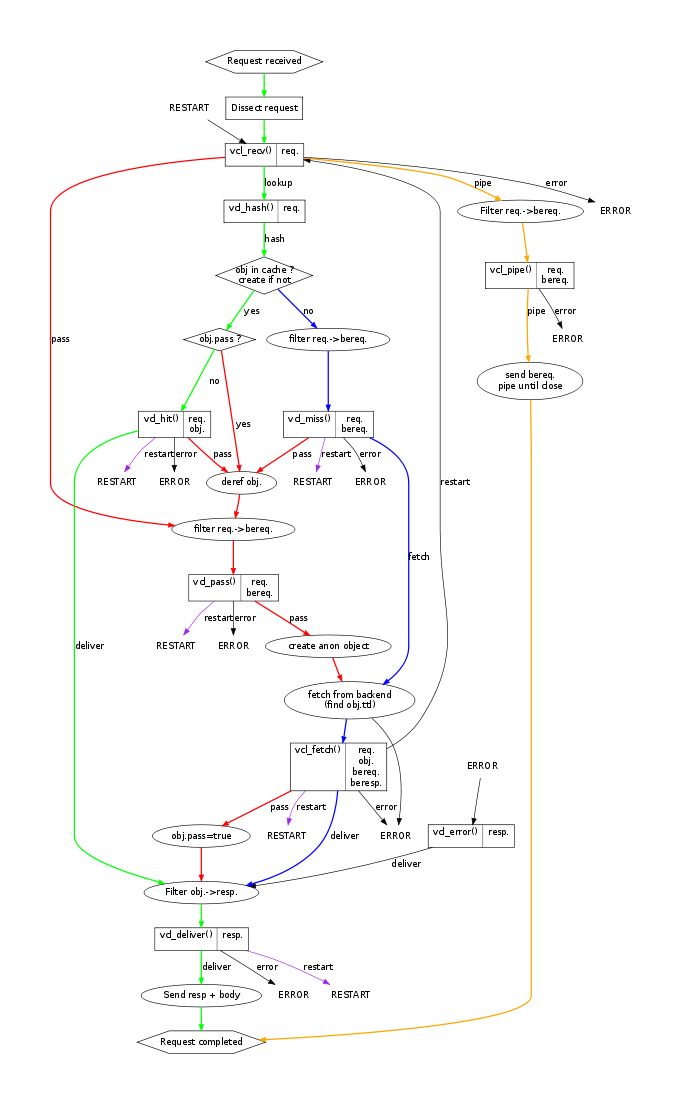 Request received
RESTART
Dissect request
vcl_recv()
req.
lookup
pipe
error
vcl_hash()
req.
Filter req.->bereq.
ERROR
hash
obj in cache ?
create if not
vcl_pipe()
req.
bereq.
yes
no
pipe
error
pass
obj.pass ?
filter req.->bereq.
ERROR
no
send bereq.
pipe until close
vcl_hit()
req.
obj.
yes
vcl_miss()
req.
bereq.
restart
error
pass
pass
restart
error
RESTART
ERROR
deref obj.
RESTART
ERROR
restart
filter req.->bereq.
fetch
vcl_pass()
req.
bereq.
restart
error
pass
deliver
RESTART
ERROR
create anon object
fetch from backend
(find obj.ttl)
vcl_fetch()
req.
obj.
bereq.
beresp.
ERROR
pass
restart
error
obj.pass=true
RESTART
deliver
ERROR
vcl_error()
resp.
deliver
Filter obj.->resp.
vcl_deliver()
resp.
deliver
error
restart
Send resp + body
ERROR
RESTART
Request completed